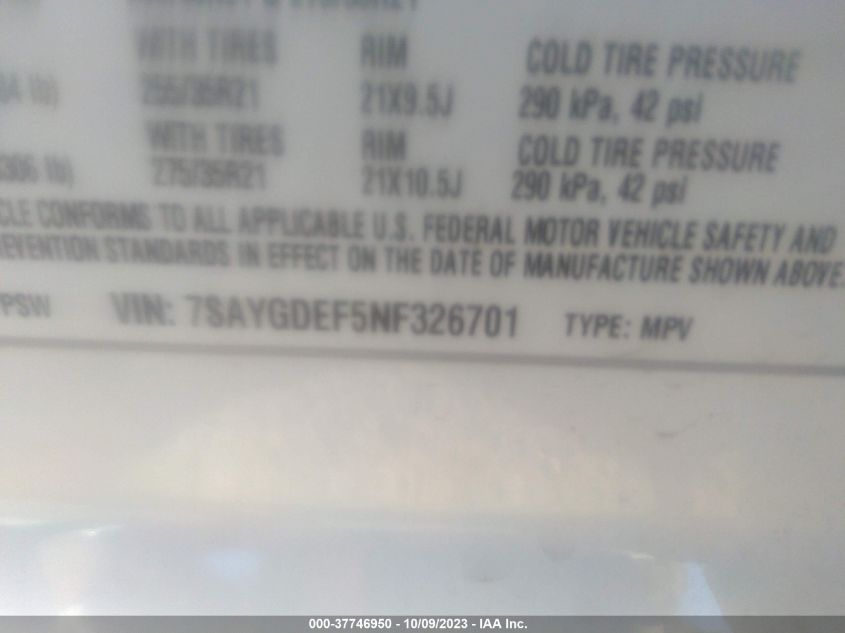 WITH TIRES RIM COLD TIRE PRESSURE
255/35R21 21X9.5J 290 kPa, 42 psi
WITH TIRES RIM COLD TIRE PRESSURE
275/35R21 21X10.5J 290 kPa, 42 psi
CONFORMS TO ALL APPLICABLE U.S. FEDERAL MOTOR VEHICLE SAFETY AND
STANDARDS IN EFFECT ON THE DATE OF MANUFACTURE SHOWN ABOVE.
PSW VIN: 7SAYGDEF5NF326701 TYPE: MPV
000-37746950 - 10/09/2023 - IAA Inc.